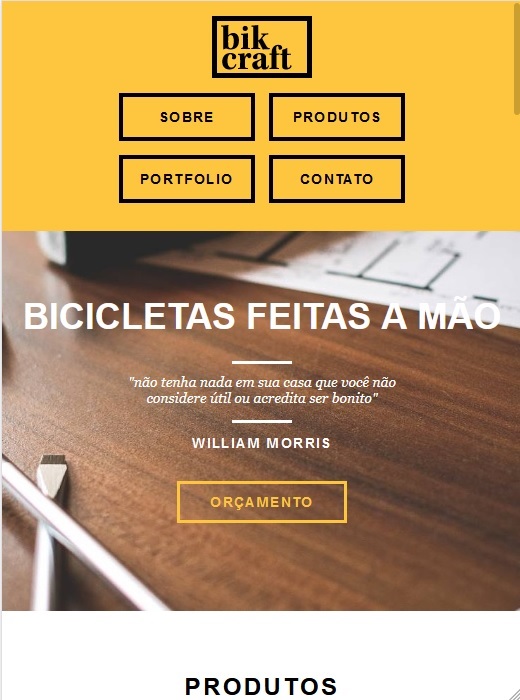 bik
craft
SOBRE PRODUTOS
PORTFOLIO CONTATO
BICICLETAS FEITAS A MÃO
"não tenha nada em sua casa que você não
considere útil ou acredita ser bonito"
WILLIAM MORRIS
ORÇAMENTO
PRODUTOS